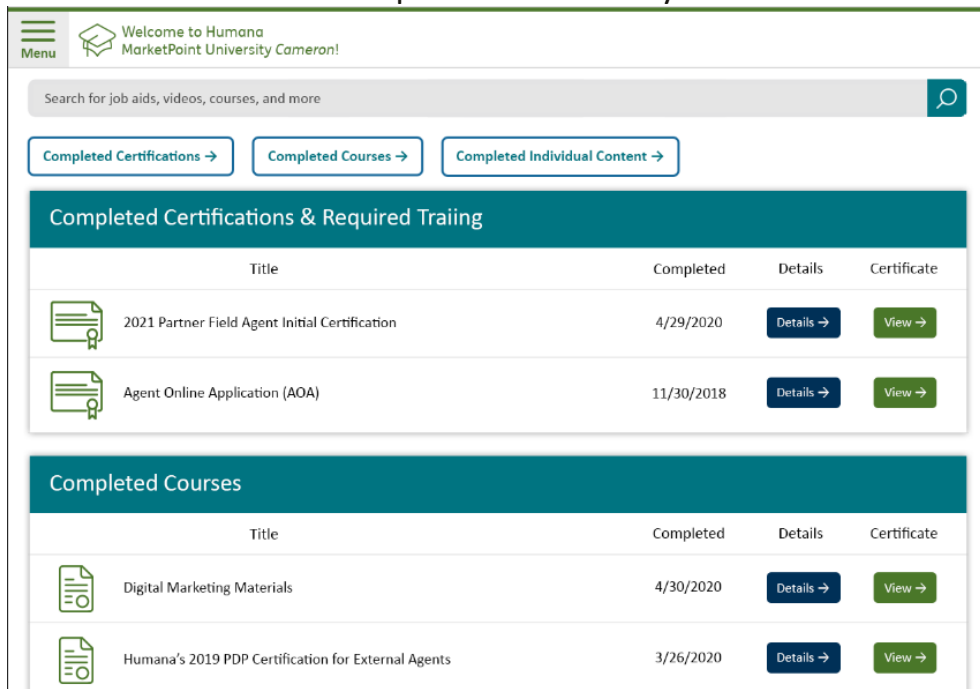 Welcome to Humana
Menu MarketPoint University Cameron!
Search for job aids, videos, courses, and more
Completed Certifications → Completed Courses → Completed Individual Content →
Completed Certifications & Required Traiing
Title Completed Details Certificate
2021 Partner Field Agent Initial Certification 4/29/2020 Details → View →
Agent Online Application (AOA) 11/30/2018 Details → View →
Completed Courses
Title Completed Details Certificate
Digital Marketing Materials 4/30/2020 Details → View →
Humana's 2019 PDP Certification for External Agents 3/26/2020 Details → View →